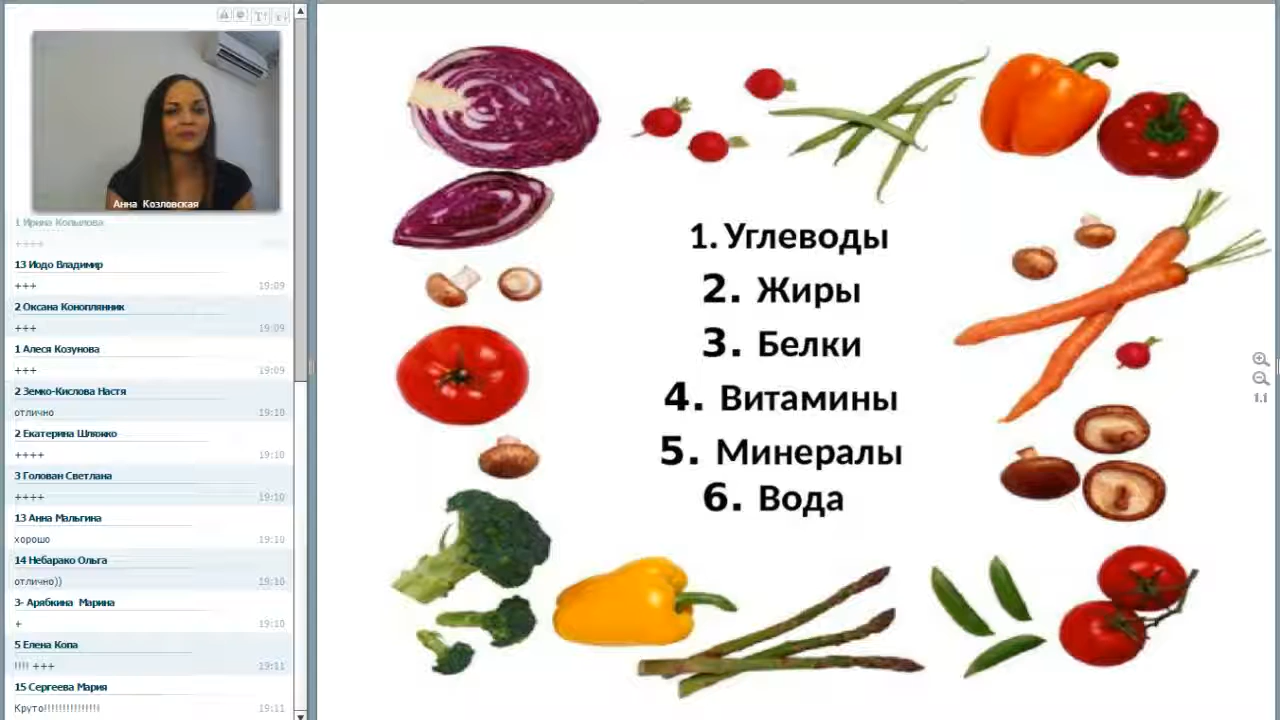 Анна Козловская
1 Ирина Копылова
++++
13 Иодо Владимир
+++ 19:09
2 Оксана Коноплянник
+++ 19:09
1 Алеся Козунова
+++ 19:09
2 Земко-Кислова Настя
отлично 19:10
2 Екатерина Шляжко
++++ 19:10
3 Голован Светлана
++++ 19:10
13 Анна Мальгина
хорошо 19:10
14 Небарако Ольга
отлично)) 19:10
3- Арябкина Марина
+ 19:10
5 Елена Копа
!!!! +++ 19:11
15 Сергеева Мария
Круто!!!!!!!!!!!!!!! 19:11
1. Углеводы
2. Жиры
3. Белки
4. Витамины
5. Минералы
6. Вода
1:1